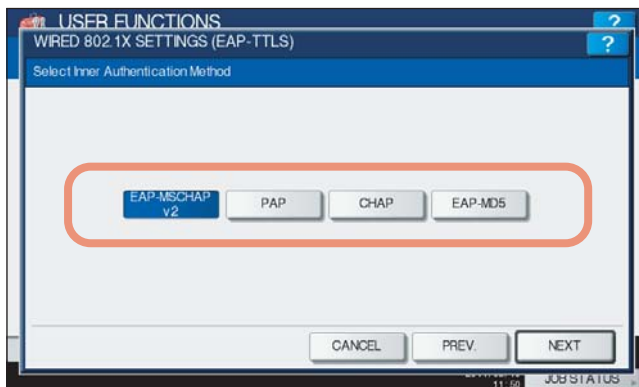 USER FUNCTIONS
?
WIRED 802.1X SETTINGS (EAP-TTLS)
?
Select Inner Authentication Method
EAP-MSCHAP
v2
PAP
CHAP
EAP-MD5
CANCEL
PREV.
NEXT
11:50
JOB STATUS